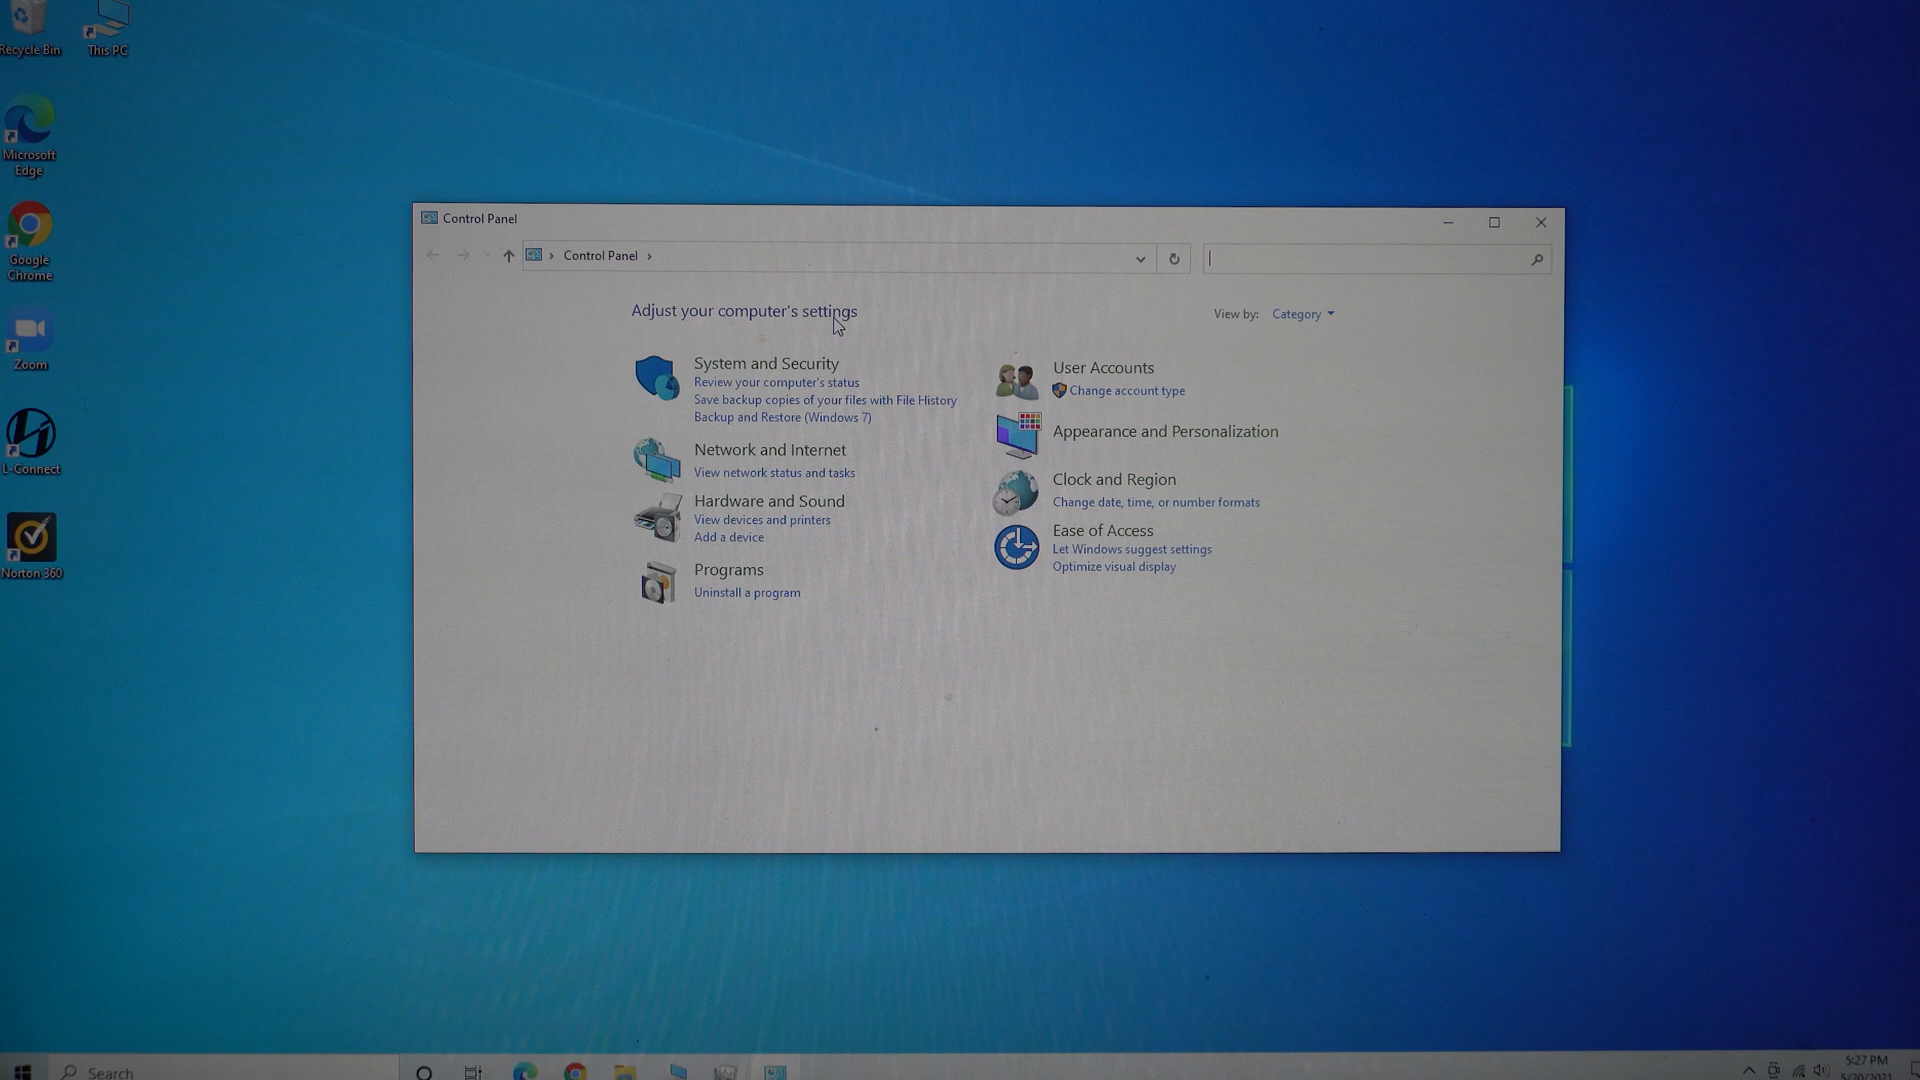 Recycle Bin
This PC
Microsoft
Edge
Google
Chrome
Zoom
L-Connect
Norton 360
Control Panel
Control Panel
Adjust your computer's settings
View by: Category
System and Security
Review your computer's status
Save backup copies of your files with File History
Backup and Restore (Windows 7)
Network and Internet
View network status and tasks
Hardware and Sound
View devices and printers
Add a device
Programs
Uninstall a program
User Accounts
Change account type
Appearance and Personalization
Clock and Region
Change date, time, or number formats
Ease of Access
Let Windows suggest settings
Optimize visual display
Search
5:27 PM
5/20/2021